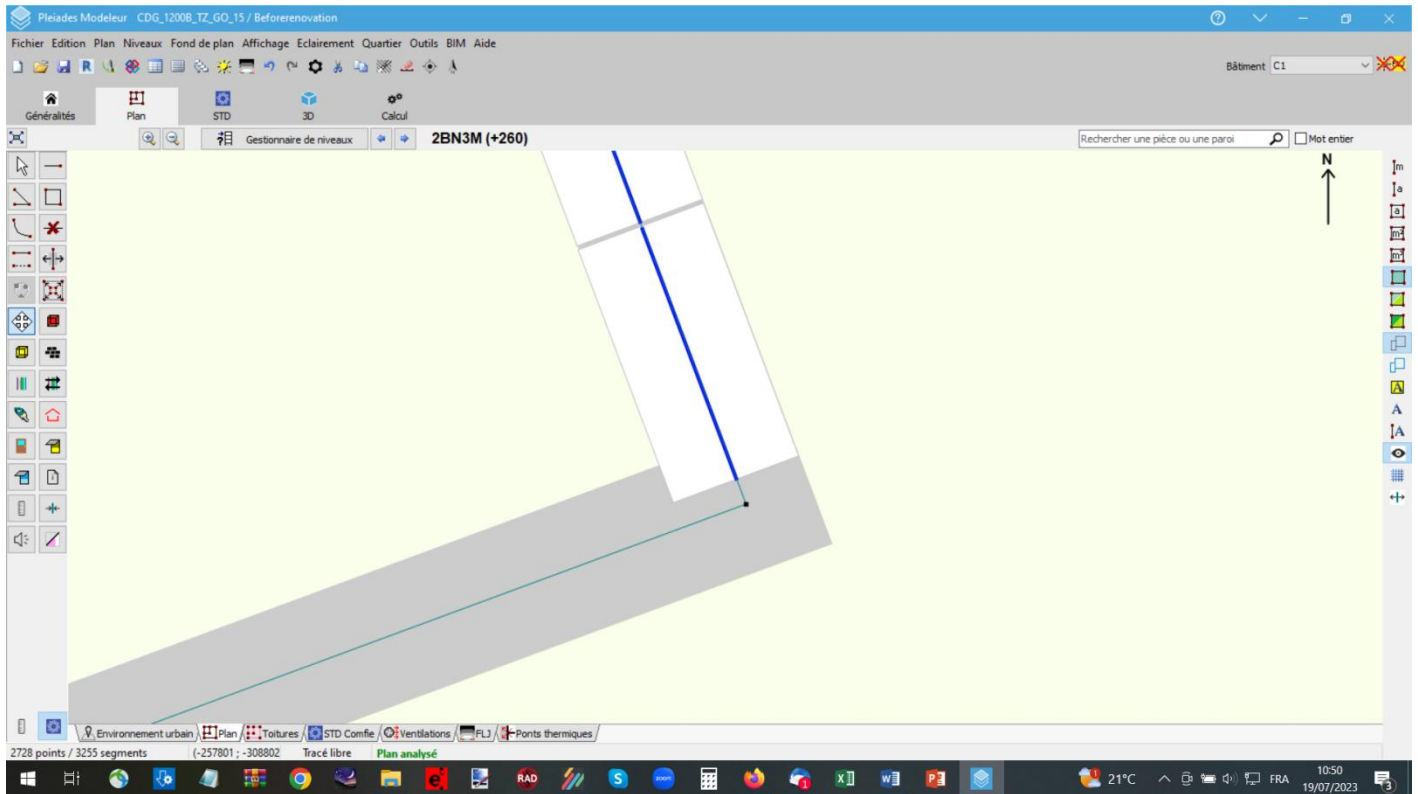 Pleiades Modeleur CDG_1200B_TZ_GO_15 / Beforerenovation
Fichier Edition Plan Niveaux Fond de plan Affichage Eclairement Quartier Outils BIM Aide
R
Bâtiment C1
Généralités Plan STD 3D Calcul
Gestionnaire de niveaux 2BN3M (+260) Rechercher une pièce ou une paroi Mot entier
N
m
a
a
m²
m³
A
A
A
Environnement urbain Plan Toitures STD Comfie Ventilations FLJ Ponts thermiques
2728 points / 3255 segments (-257801 ; -308802 Tracé libre Plan analysé
RAD S zoom 21°C FRA 10:50
19/07/2023